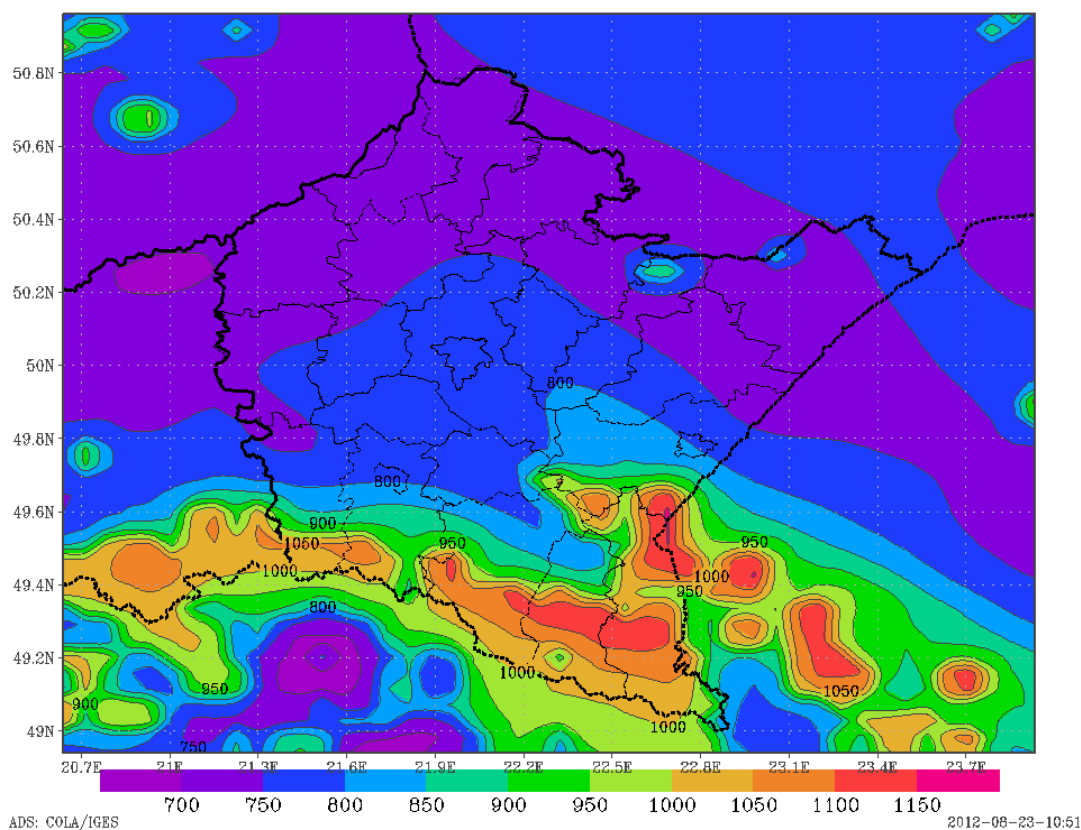 50.8N
50.6N
50.4N
50.2N
50N
800
49.8N
800
49.6N
900
1050
950
950
1000
1000
49.4N
950
800
49.2N
1000
950
1050
900
1000
49N
750
20.7E 21E 21.3E 21.6E 21.9E 22.2E 22.5E 22.8E 23.1E 23.4E 23.7E
700 750 800 850 900 950 1000 1050 1100 1150
ADS: COLA/IGES 2012-08-23-10:51